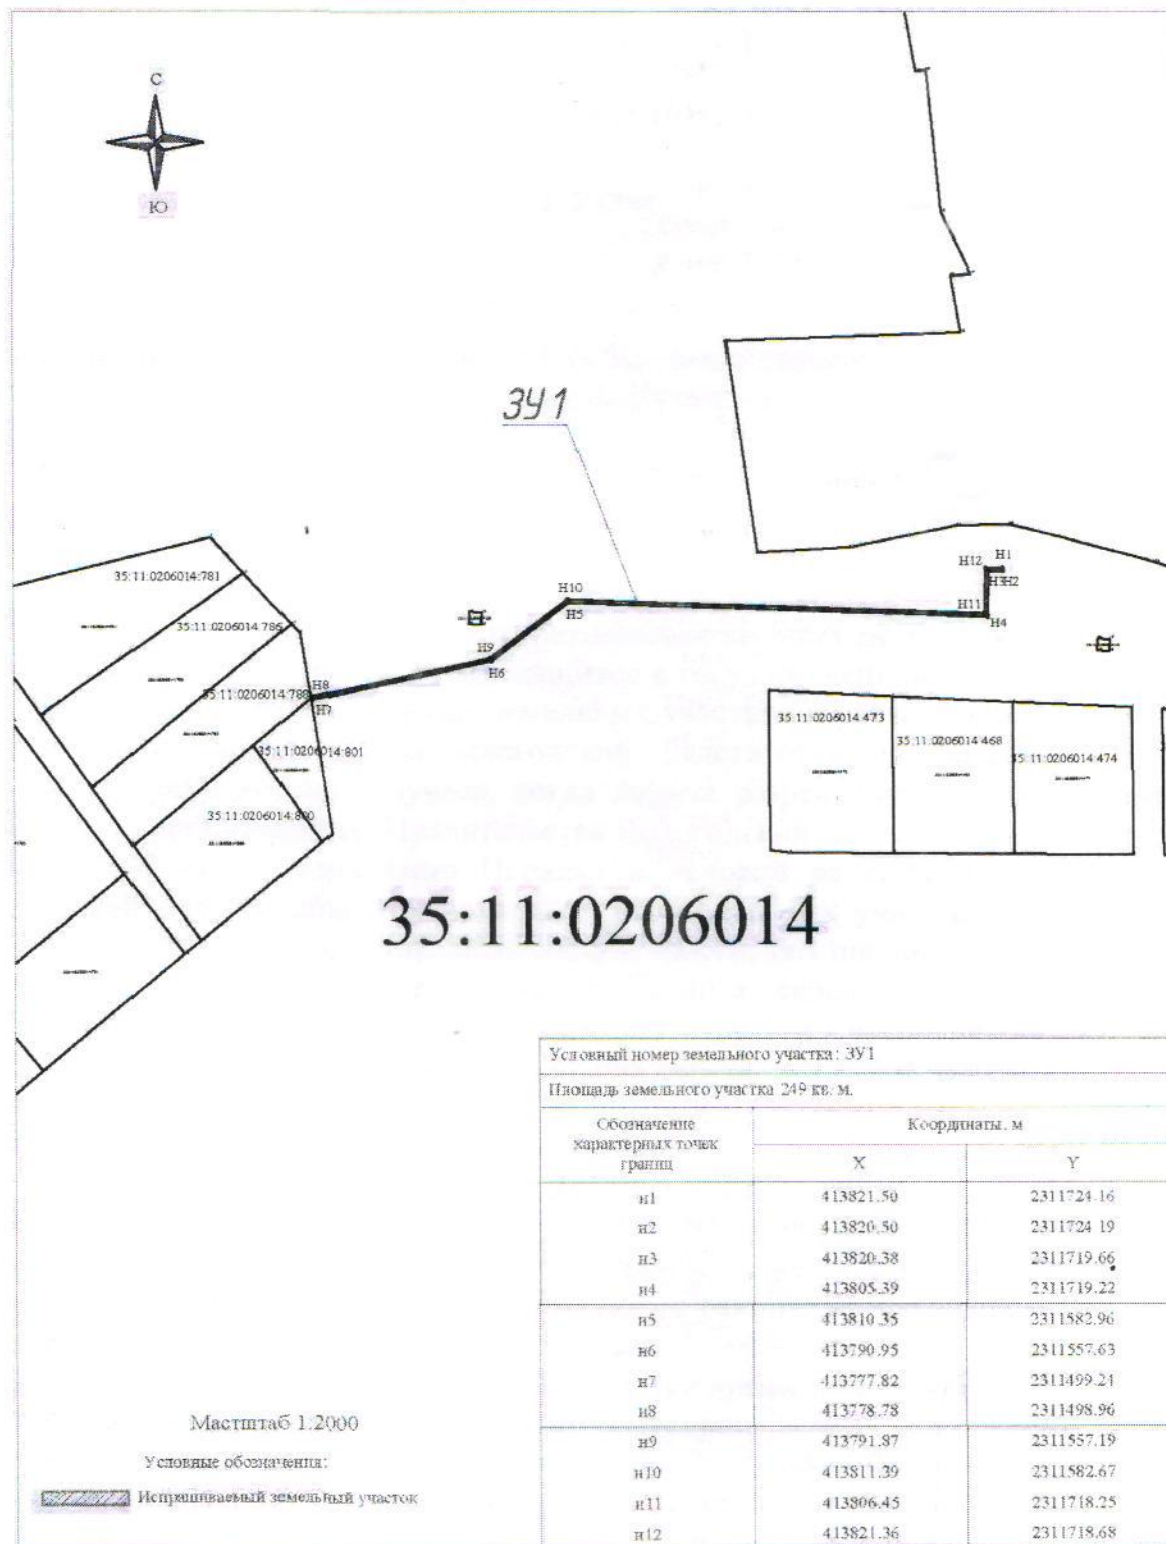 С
Ю
ЗУ1
35:11:0206014:781
35:11:0206014:786
35:11:0206014:788
35:11:0206014:801
35:11:0206014:800
Н10
Н5
Н9
Н6
Н8
Н7
Н12
Н1
Н3
Н2
Н11
Н4
35:11:0206014:473
35:11:0206014:468
35:11:0206014:474
35:11:0206014
Условный номер земельного участка: ЗУ1
Площадь земельного участка 249 кв. м.
Обозначение характерных точек границ
Координаты, м
X Y
н1 413821.50 2311724.16
н2 413820.50 2311724.19
н3 413820.38 2311719.66
н4 413805.39 2311719.22
н5 413810.35 2311582.96
н6 413790.95 2311557.63
н7 413777.82 2311499.21
н8 413778.78 2311498.96
н9 413791.87 2311557.19
н10 413811.39 2311582.67
н11 413806.45 2311718.25
н12 413821.36 2311718.68
Мастштаб 1:2000
Условные обозначения:
Испрашиваемый земельный участок